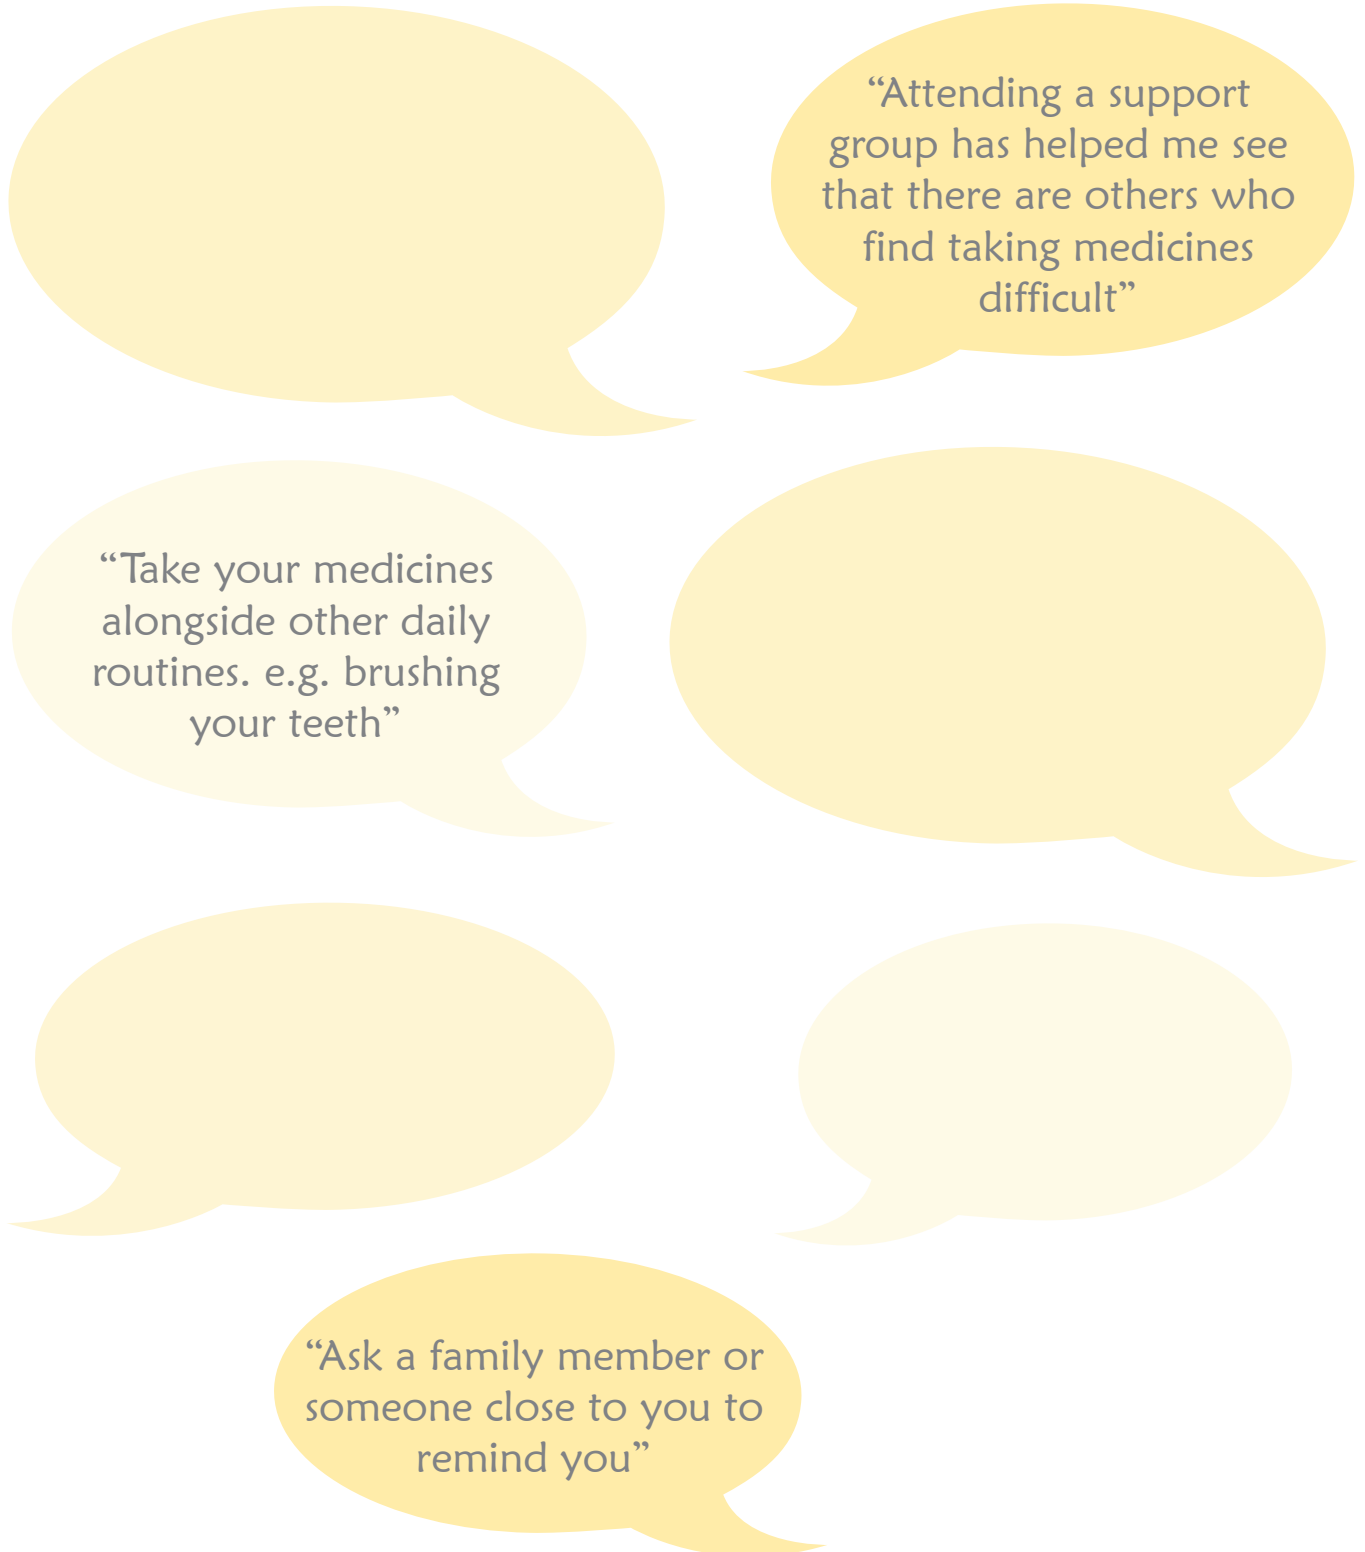 “Attending a support
group has helped me see
that there are others who
find taking medicines
difficult”
“Take your medicines
alongside other daily
routines. e.g. brushing
your teeth”
“Ask a family member or
someone close to you to
remind you”